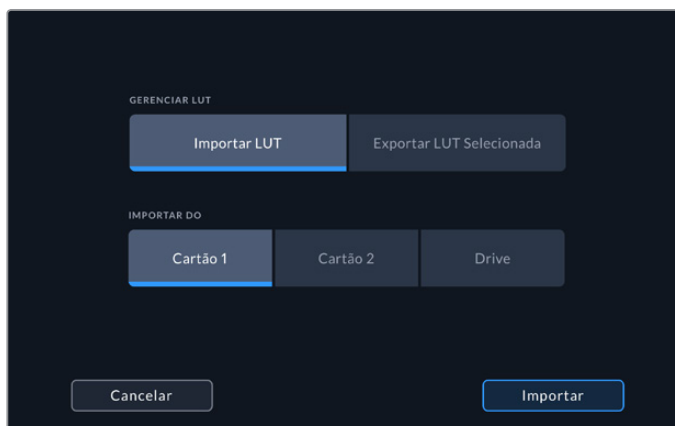 GERENCIAR LUT
Importar LUT Exportar LUT Selecionada
IMPORTAR DO
Cartão 1 Cartão 2 Drive
Cancelar Importar